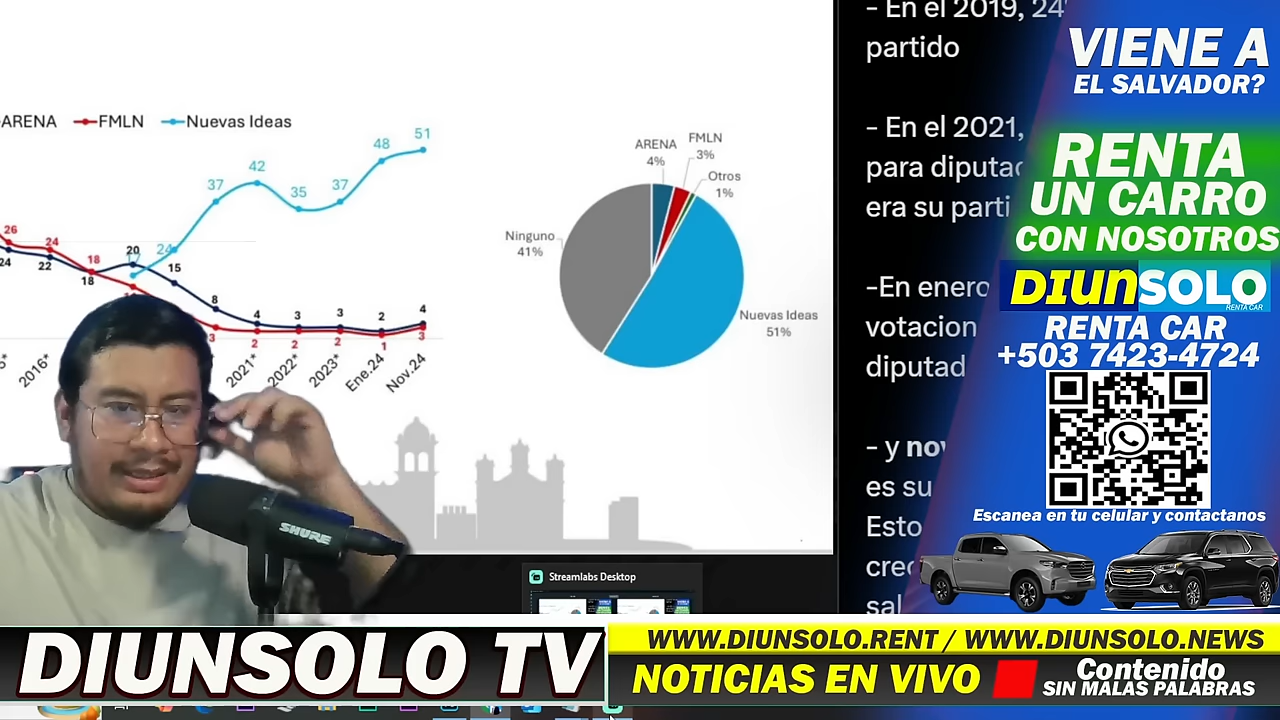 ARENA FMLN Nuevas Ideas
26
24
24
22
18
18
20
24
15
37
42
35
37
48
51
8
4
3
3
2
4
3
2
2
2
1
3
2016*
2021*
2022*
2023*
Ene.24
Nov.24
ARENA
4%
FMLN
3%
Otros
1%
Ninguno
41%
Nuevas Ideas
51%
- En el 2019, 24
partido
- En el 2021,
para diputad
era su parti
-En enero
votacion
diputad
- y nov
es su
Esto
crec
sal
VIENE A
EL SALVADOR?
RENTA
UN CARRO
CON NOSOTROS
DIUNSOLO
RENTA CAR
RENTA CAR
+503 7423-4724
Escanea en tu celular y contactanos
SHURE
Streamlabs Desktop
DIUNSOLO TV
WWW.DIUNSOLO.RENT / WWW.DIUNSOLO.NEWS
NOTICIAS EN VIVO
Contenido
SIN MALAS PALABRAS